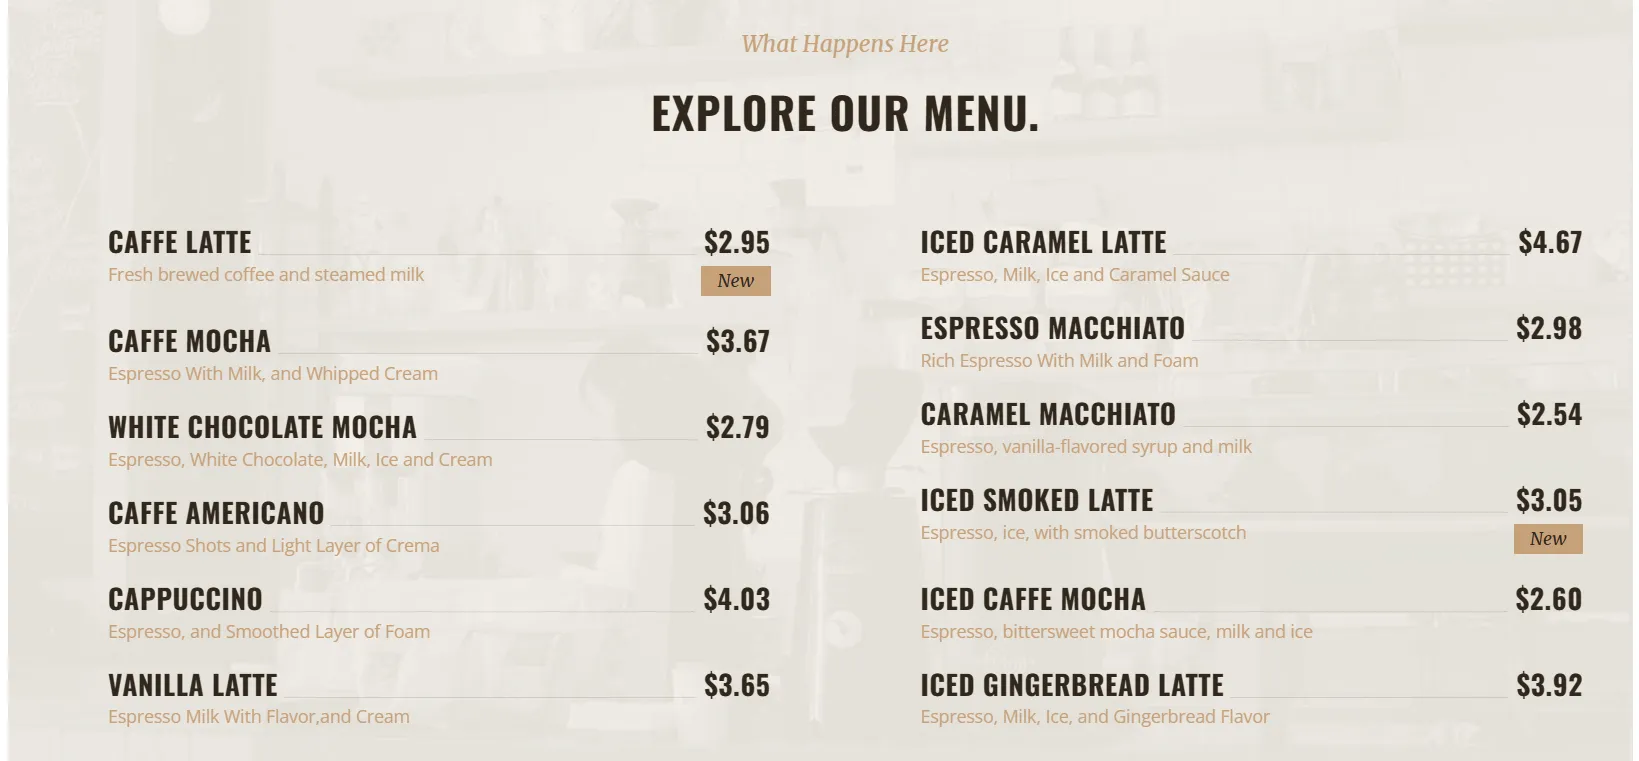 What Happens Here
EXPLORE OUR MENU.
CAFFE LATTE $2.95
Fresh brewed coffee and steamed milk New
CAFFE MOCHA $3.67
Espresso With Milk, and Whipped Cream
WHITE CHOCOLATE MOCHA $2.79
Espresso, White Chocolate, Milk, Ice and Cream
CAFFE AMERICANO $3.06
Espresso Shots and Light Layer of Crema
CAPPUCCINO $4.03
Espresso, and Smoothed Layer of Foam
VANILLA LATTE $3.65
Espresso Milk With Flavor,and Cream
ICED CARAMEL LATTE $4.67
Espresso, Milk, Ice and Caramel Sauce
ESPRESSO MACCHIATO $2.98
Rich Espresso With Milk and Foam
CARAMEL MACCHIATO $2.54
Espresso, vanilla-flavored syrup and milk
ICED SMOKED LATTE $3.05
Espresso, ice, with smoked butterscotch New
ICED CAFFE MOCHA $2.60
Espresso, bittersweet mocha sauce, milk and ice
ICED GINGERBREAD LATTE $3.92
Espresso, Milk, Ice, and Gingerbread Flavor